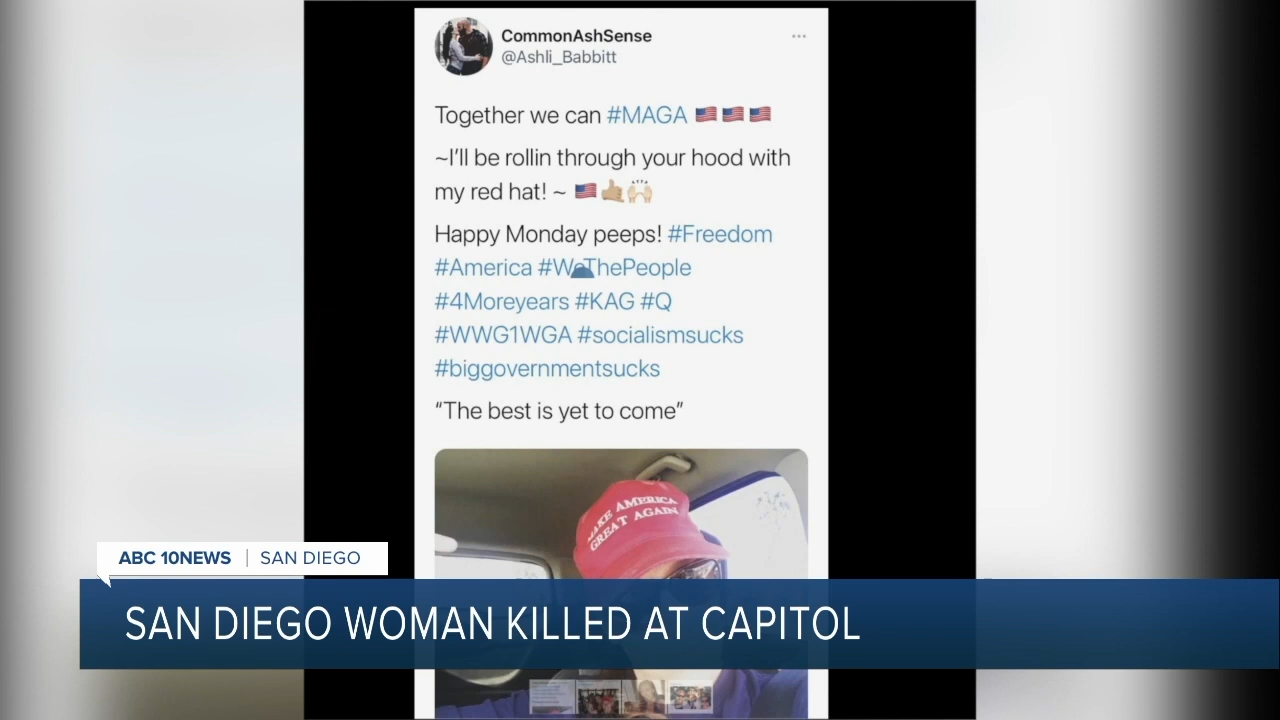 CommonAshSense
@Ashli_Babbitt
Together we can #MAGA 🇺🇸 🇺🇸 🇺🇸
~I'll be rollin through your hood with
my red hat! ~ 🇺🇸🤙🏼🙌🏻
Happy Monday peeps! #Freedom
#America #WeThePeople
#4Moreyears #KAG #Q
#WWG1WGA #socialismsucks
#biggovernmentsucks
“The best is yet to come”
MAKE AMERICA
GREAT AGAIN
ABC 10NEWS | SAN DIEGO
SAN DIEGO WOMAN KILLED AT CAPITOL